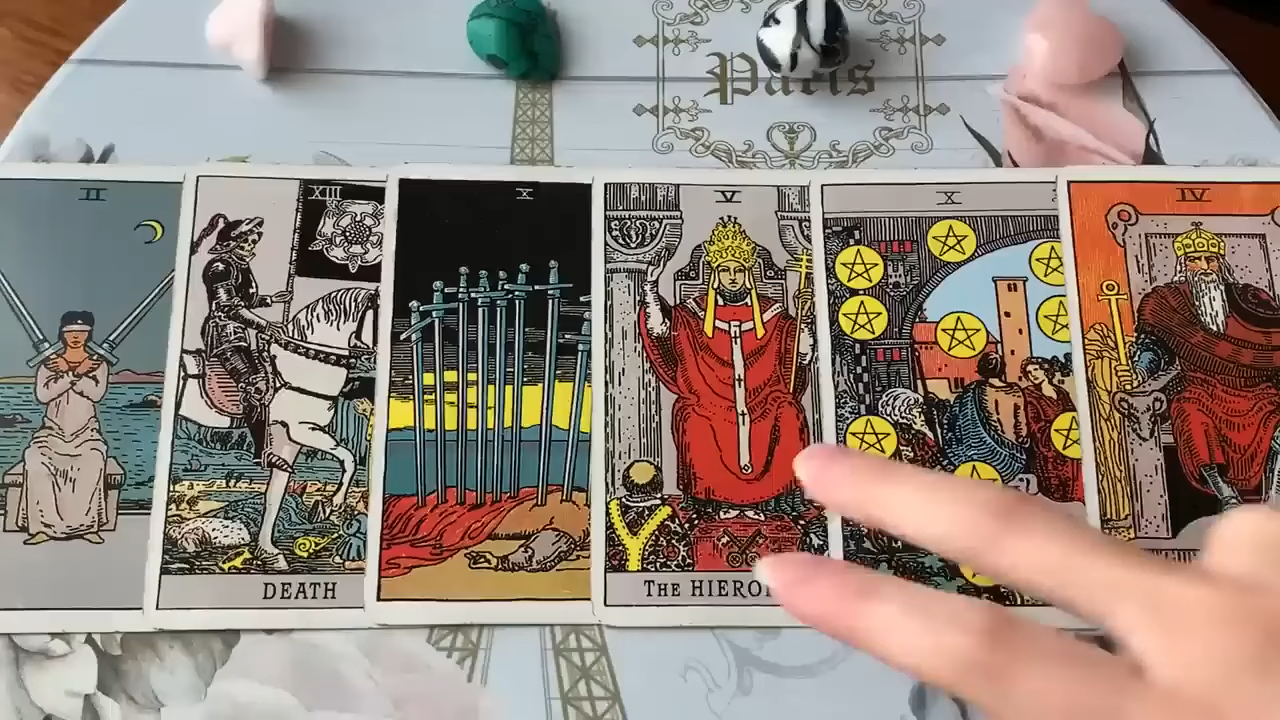 Paris
II
XIII
X
V
X
IV
DEATH
THE HIERO